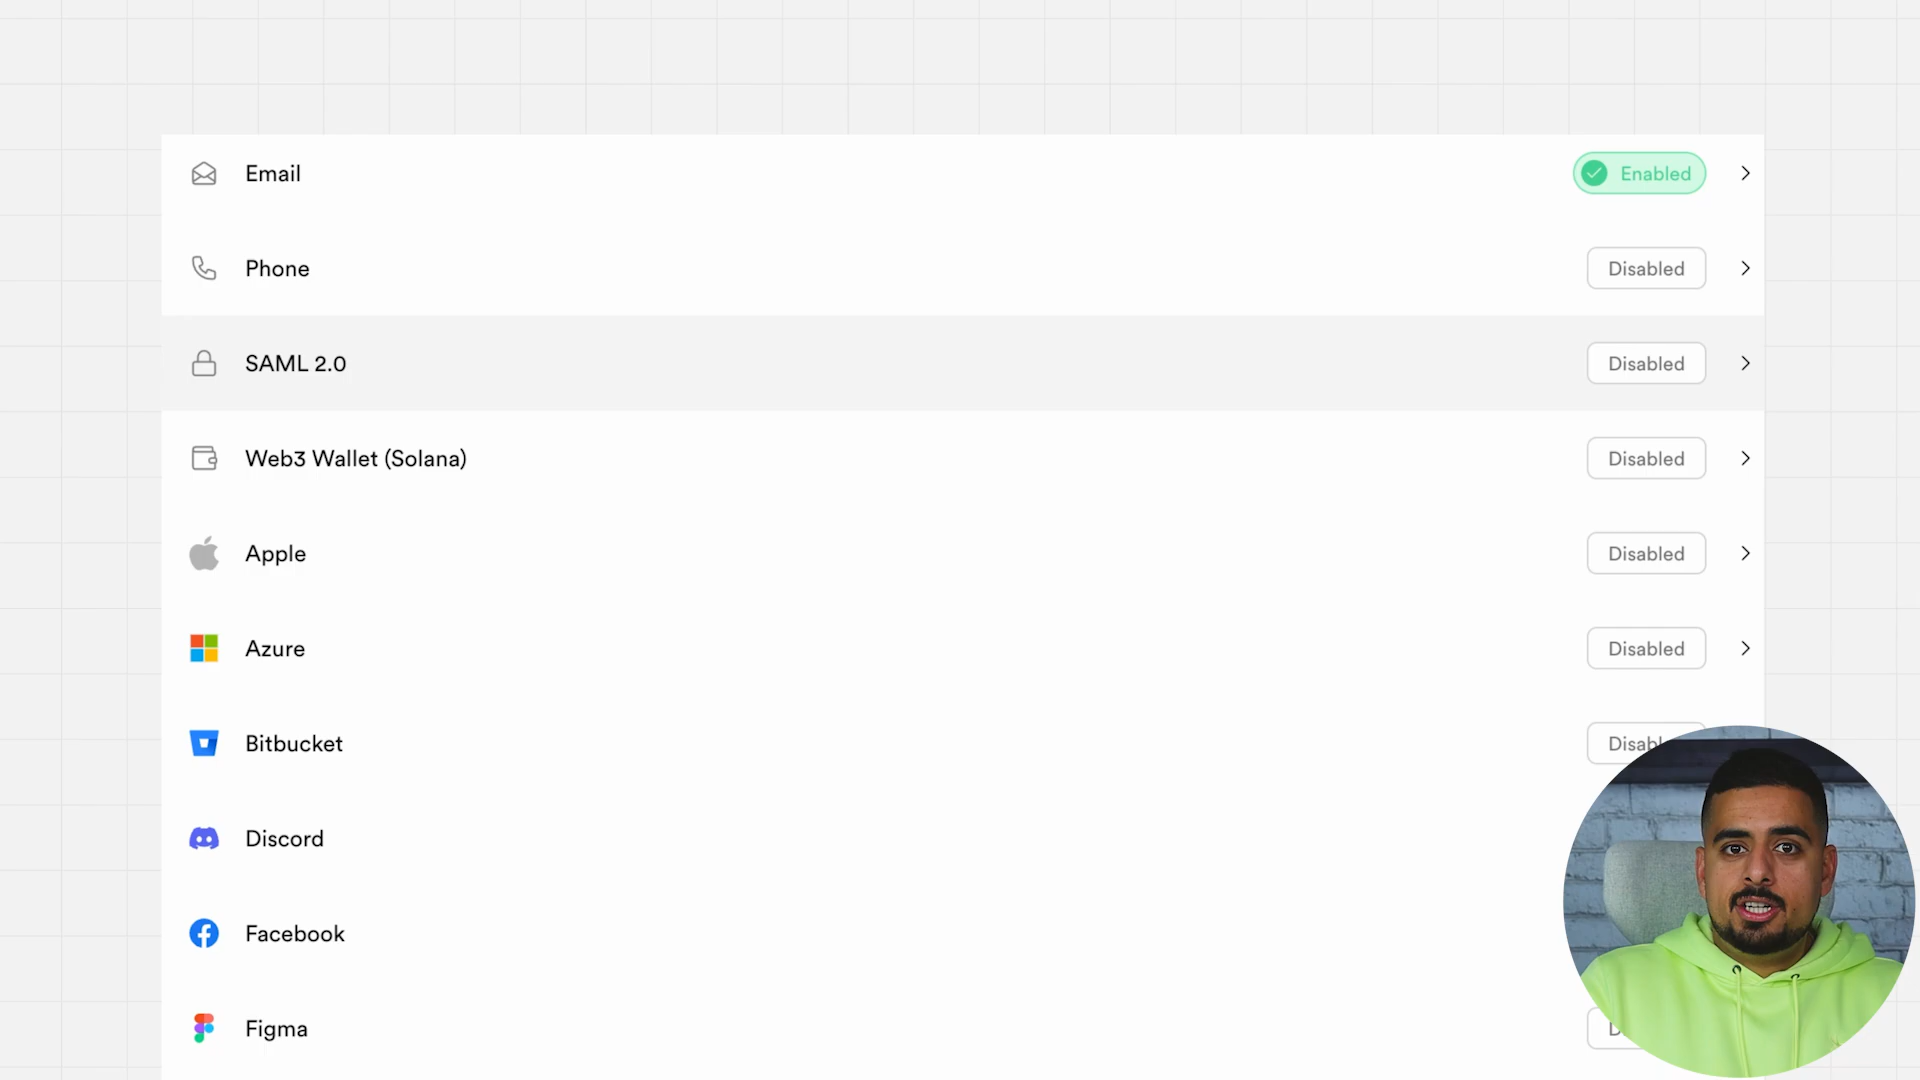 Email Enabled
Phone Disabled
SAML 2.0 Disabled
Web3 Wallet (Solana) Disabled
Apple Disabled
Azure Disabled
Bitbucket
Discord
Facebook
Figma